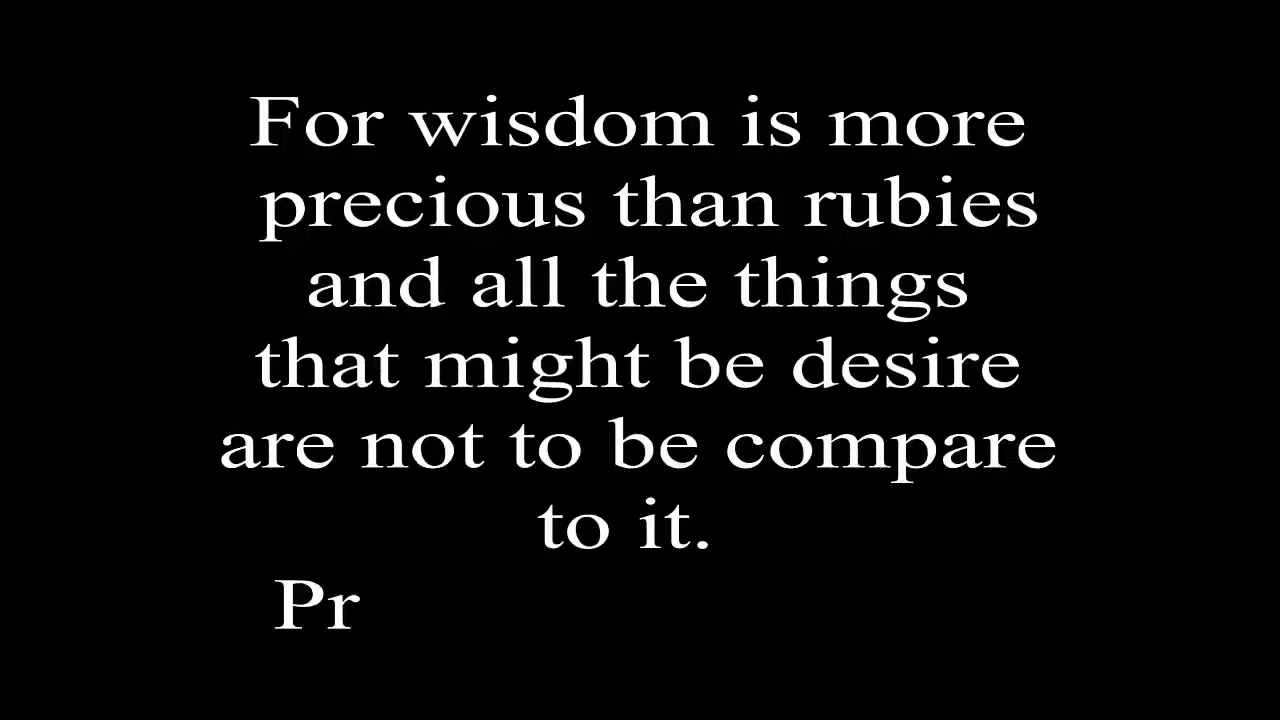 For wisdom is more
precious than rubies
and all the things
that might be desire
are not to be compare
to it.
Pr